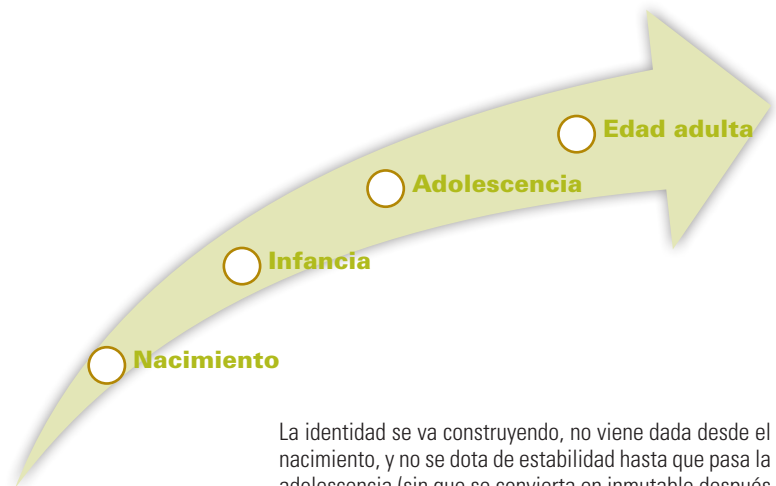 Edad adulta
Adolescencia
Infancia
Nacimiento
La identidad se va construyendo, no viene dada desde el
nacimiento, y no se dota de estabilidad hasta que pasa la
adolescencia (sin que se convierta en inmutable después